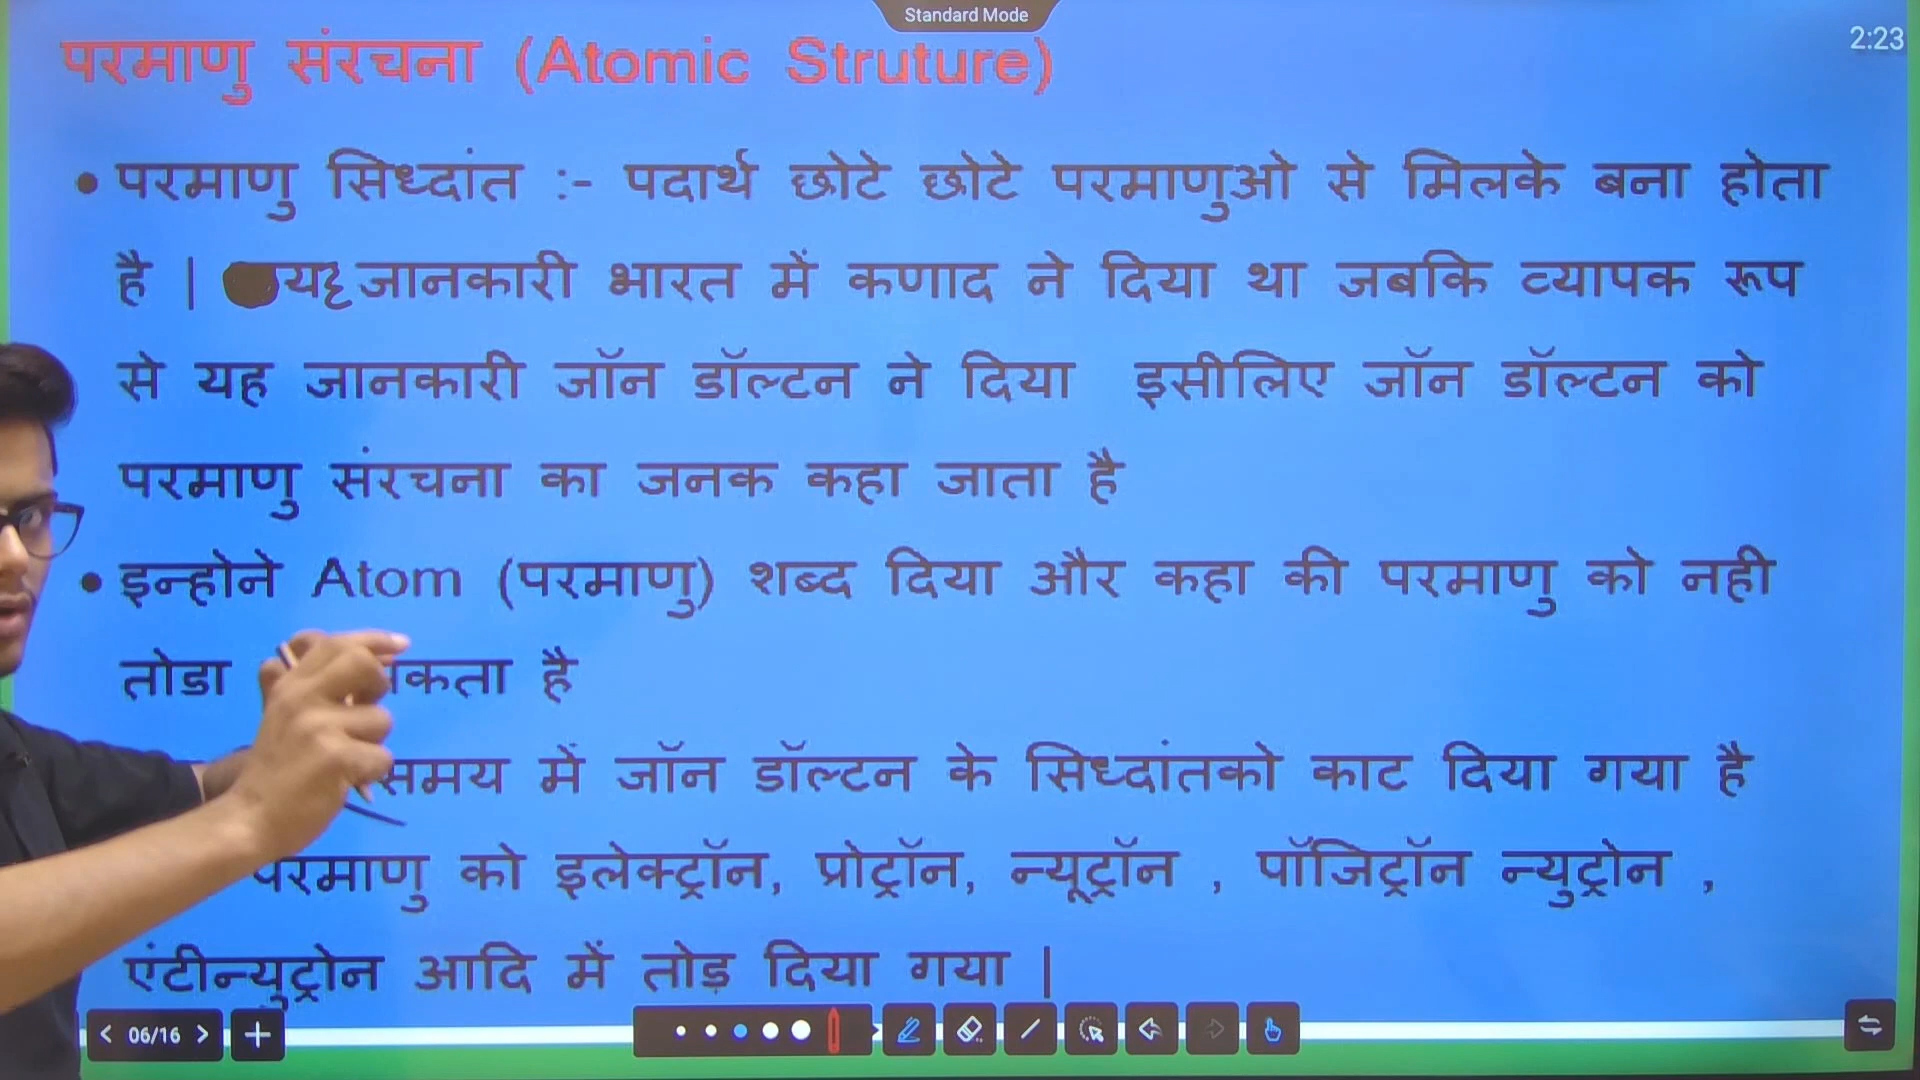 Standard Mode
2:23
परमाणु संरचना (Atomic Struture)
• परमाणु सिध्दांत :- पदार्थ छोटे छोटे परमाणुओ से मिलके बना होता
है | यह जानकारी भारत में कणाद ने दिया था जबकि व्यापक रूप
से यह जानकारी जॉन डॉल्टन ने दिया इसीलिए जॉन डॉल्टन को
परमाणु संरचना का जनक कहा जाता है
• इन्होने Atom (परमाणु) शब्द दिया और कहा की परमाणु को नही
तोडा है
समय में जॉन डॉल्टन के सिध्दांतको काट दिया गया है
परमाणु को इलेक्ट्रॉन, प्रोट्रॉन, न्यूट्रॉन , पॉजिट्रॉन न्युट्रोन ,
एंटीन्युट्रोन आदि में तोड़ दिया गया |
06/16